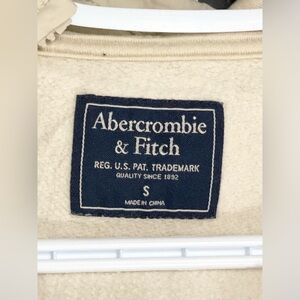 Abercrombie
& Fitch
REG. U.S. PAT. TRADEMARK
QUALITY SINCE 1892
S
MADE IN CHINA